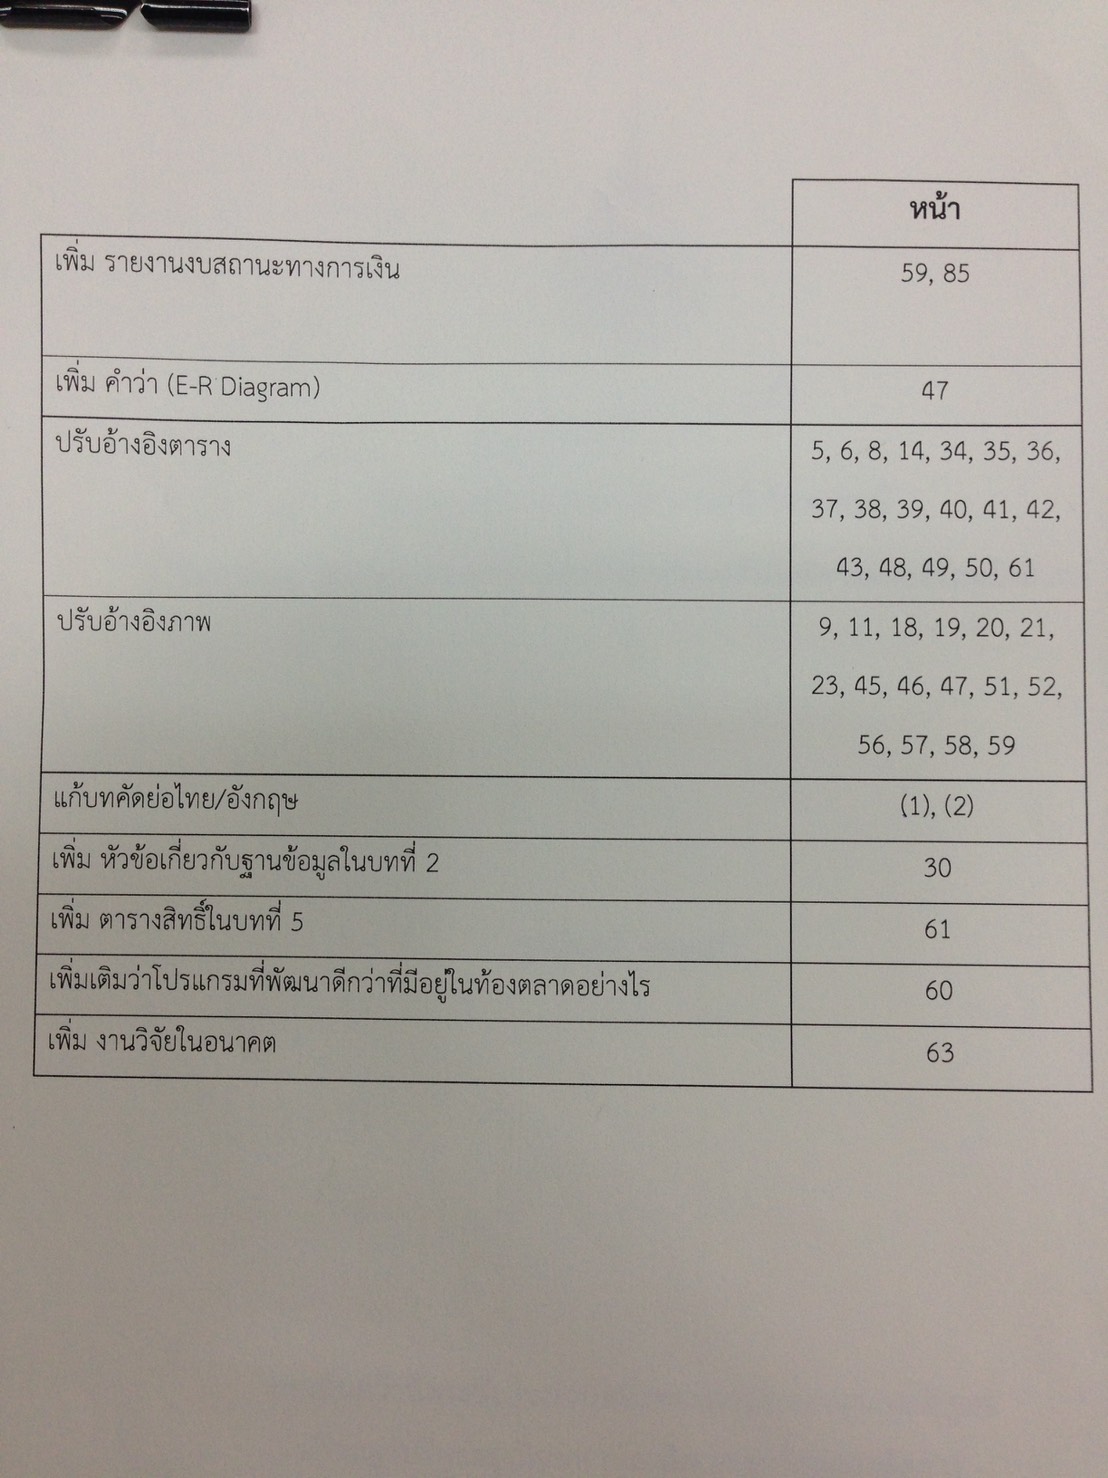 หน้า
เพิ่ม รายงานงบสถานะทางการเงิน 59, 85
เพิ่ม คำว่า (E-R Diagram) 47
ปรับอ้างอิงตาราง 5, 6, 8, 14, 34, 35, 36,
37, 38, 39, 40, 41, 42,
43, 48, 49, 50, 61
ปรับอ้างอิงภาพ 9, 11, 18, 19, 20, 21,
23, 45, 46, 47, 51, 52,
56, 57, 58, 59
แก้บทคัดย่อไทย/อังกฤษ (1), (2)
เพิ่ม หัวข้อเกี่ยวกับฐานข้อมูลในบทที่ 2 30
เพิ่ม ตารางสิทธิ์ในบทที่ 5 61
เพิ่มเติมว่าโปรแกรมที่พัฒนาดีกว่าที่มีอยู่ในท้องตลาดอย่างไร 60
เพิ่ม งานวิจัยในอนาคต 63